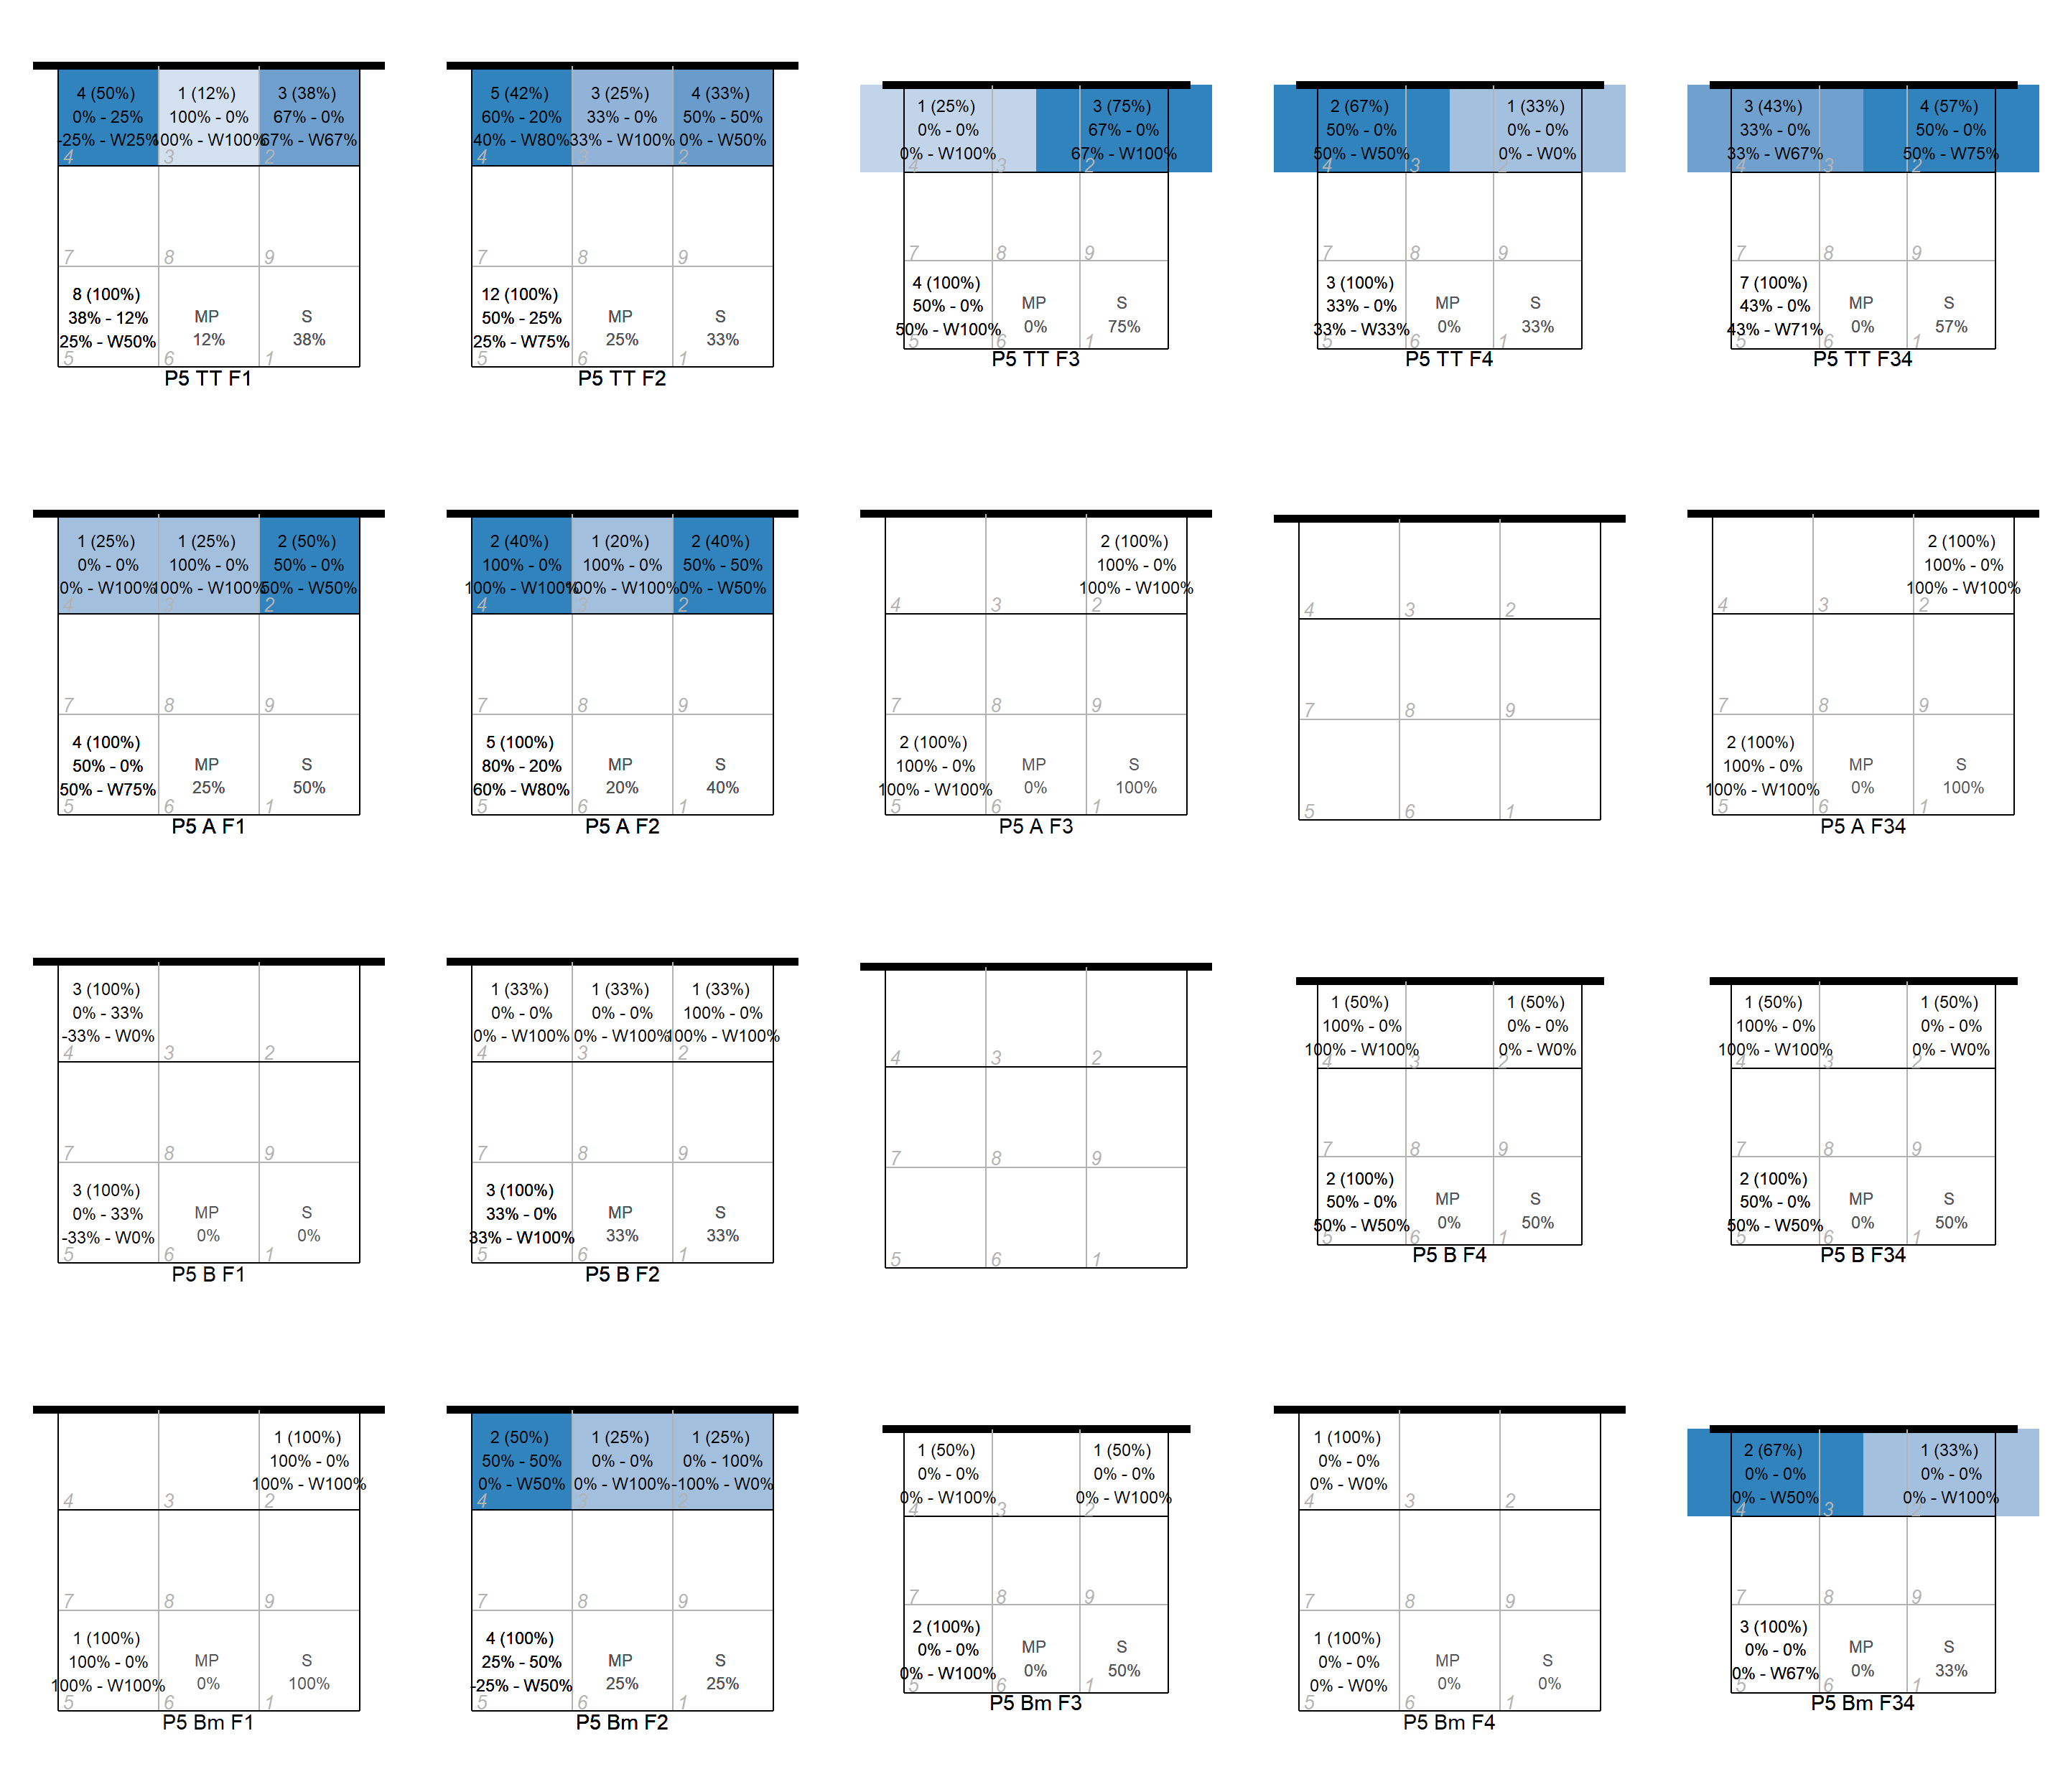 4 (50%) 1 (12%) 3 (38%)
0% - 25% 100% - 0% 67% - 0%
-25% - W25% 100% - W100% 67% - W67%
4 3 2
7 8 9
8 (100%)
38% - 12% MP S
25% - W50% 12% 38%
5 6 1
P5 TT F1
5 (42%) 3 (25%) 4 (33%)
60% - 20% 33% - 0% 50% - 50%
40% - W80% 33% - W100% 0% - W50%
4 3 2
7 8 9
12 (100%)
50% - 25% MP S
25% - W75% 25% 33%
5 6 1
P5 TT F2
1 (25%) 3 (75%)
0% - 0% 67% - 0%
0% - W100% 67% - W100%
4 3 2
7 8 9
4 (100%)
50% - 0% MP S
50% - W100% 0% 75%
5 6 1
P5 TT F3
2 (67%) 1 (33%)
50% - 0% 0% - 0%
50% - W50% 0% - W0%
4 3 2
7 8 9
3 (100%)
33% - 0% MP S
33% - W33% 0% 33%
5 6 1
P5 TT F4
3 (43%) 4 (57%)
33% - 0% 50% - 0%
33% - W67% 50% - W75%
4 3 2
7 8 9
7 (100%)
43% - 0% MP S
43% - W71% 0% 57%
5 6 1
P5 TT F34
1 (25%) 1 (25%) 2 (50%)
0% - 0% 100% - 0% 50% - 0%
0% - W100% 100% - W100% 50% - W50%
4 3 2
7 8 9
4 (100%)
50% - 0% MP S
50% - W75% 25% 50%
5 6 1
P5 A F1
2 (40%) 1 (20%) 2 (40%)
100% - 0% 100% - 0% 50% - 50%
100% - W100% 100% - W100% 0% - W50%
4 3 2
7 8 9
5 (100%)
80% - 20% MP S
60% - W80% 20% 40%
5 6 1
P5 A F2
2 (100%)
100% - 0%
100% - W100%
4 3 2
7 8 9
2 (100%)
100% - 0% MP S
100% - W100% 0% 100%
5 6 1
P5 A F3
4 3 2
7 8 9
5 6 1
2 (100%)
100% - 0%
100% - W100%
4 3 2
7 8 9
2 (100%)
100% - 0% MP S
100% - W100% 0% 100%
5 6 1
P5 A F34
3 (100%)
0% - 33%
-33% - W0%
4 3 2
7 8 9
3 (100%)
0% - 33% MP S
-33% - W0% 0% 0%
5 6 1
P5 B F1
1 (33%) 1 (33%) 1 (33%)
0% - 0% 0% - 0% 100% - 0%
0% - W100% 0% - W100% 100% - W100%
4 3 2
7 8 9
3 (100%)
33% - 0% MP S
33% - W100% 33% 33%
5 6 1
P5 B F2
4 3 2
7 8 9
5 6 1
1 (50%) 1 (50%)
100% - 0% 0% - 0%
100% - W100% 0% - W0%
4 3 2
7 8 9
2 (100%)
50% - 0% MP S
50% - W50% 0% 50%
5 6 1
P5 B F4
1 (50%) 1 (50%)
100% - 0% 0% - 0%
100% - W100% 0% - W0%
4 3 2
7 8 9
2 (100%)
50% - 0% MP S
50% - W50% 0% 50%
5 6 1
P5 B F34
1 (100%)
100% - 0%
100% - W100%
4 3 2
7 8 9
1 (100%)
100% - 0% MP S
100% - W100% 0% 100%
5 6 1
P5 Bm F1
2 (50%) 1 (25%) 1 (25%)
50% - 50% 0% - 0% 0% - 100%
0% - W50% 0% - W100% -100% - W0%
4 3 2
7 8 9
4 (100%)
25% - 50% MP S
-25% - W50% 25% 25%
5 6 1
P5 Bm F2
1 (50%) 1 (50%)
0% - 0% 0% - 0%
0% - W100% 0% - W100%
4 3 2
7 8 9
2 (100%)
0% - 0% MP S
0% - W100% 0% 50%
5 6 1
P5 Bm F3
1 (100%)
0% - 0%
0% - W0%
4 3 2
7 8 9
1 (100%)
0% - 0% MP S
0% - W0% 0% 0%
5 6 1
P5 Bm F4
2 (67%) 1 (33%)
0% - 0% 0% - 0%
0% - W50% 0% - W100%
4 3 2
7 8 9
3 (100%)
0% - 0% MP S
0% - W67% 0% 33%
5 6 1
P5 Bm F34